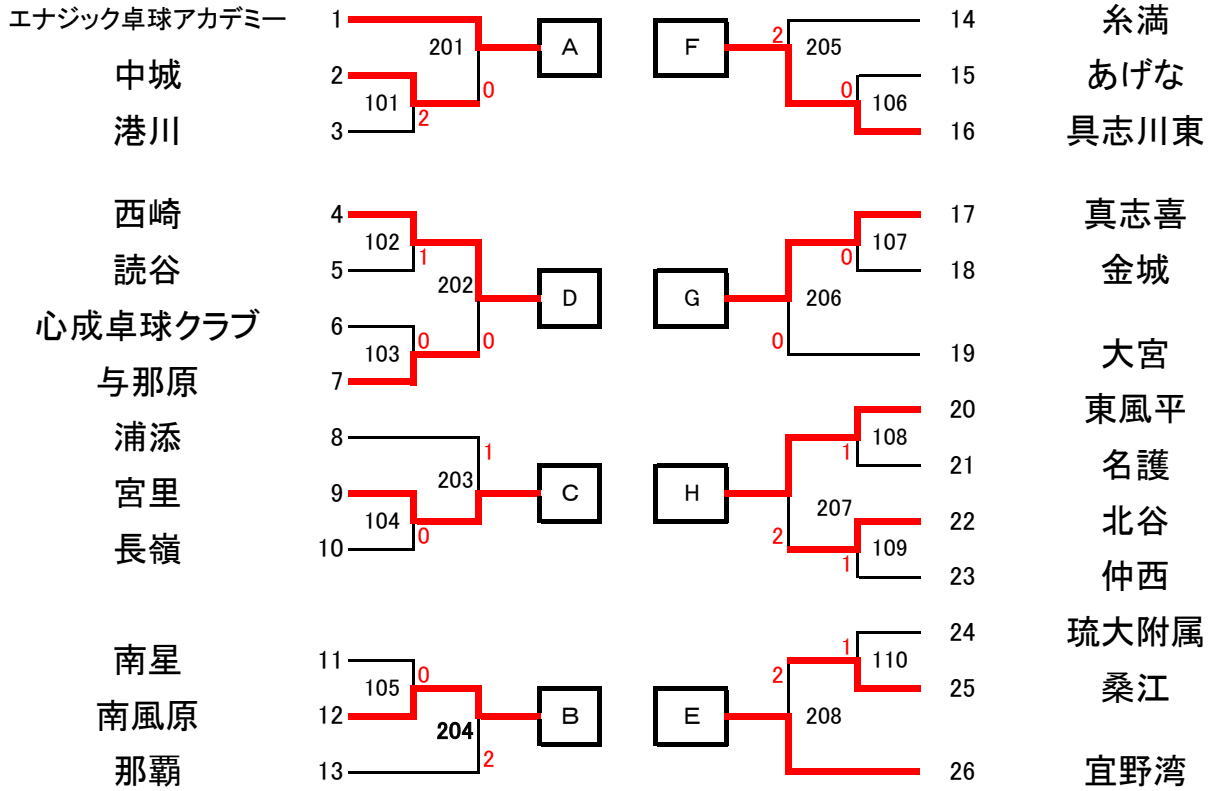 エナジック卓球アカデミー 1 201 A F 2 205 14 糸満
中城 2 101 0 0 106 15 あげな
港川 3 2 16 具志川東
西崎 4 102 17 真志喜
読谷 5 1 202 D G 0 107 206 18 金城
心成卓球クラブ 6 103 0 0 0 19 大宮
与那原 7 20 東風平
浦添 8 1 1 108 21 名護
宮里 9 203 C H 207 22 北谷
長嶺 10 104 0 2 1 109 23 仲西
南星 11 0 1 110 24 琉大附属
南風原 12 105 204 B E 2 208 25 桑江
那覇 13 2 26 宜野湾